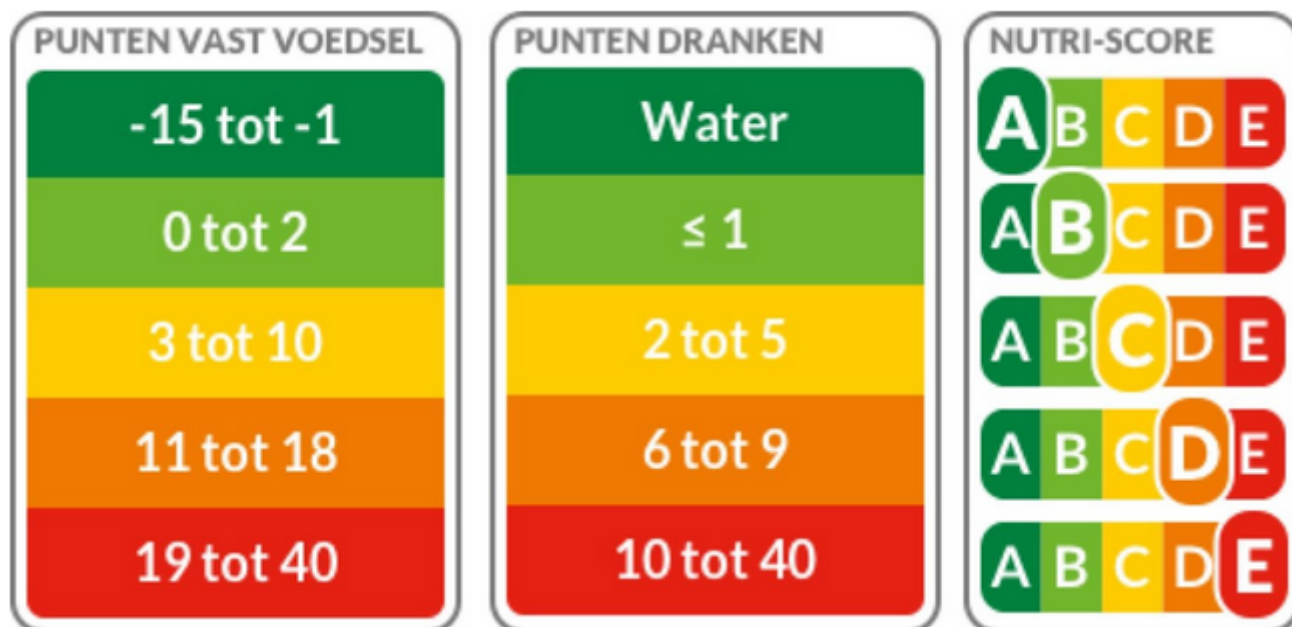 PUNTEN VAST VOEDSEL
-15 tot -1
0 tot 2
3 tot 10
11 tot 18
19 tot 40
PUNTEN DRANKEN
Water
≤ 1
2 tot 5
6 tot 9
10 tot 40
NUTRI-SCORE
A B C D E
A B C D E
A B C D E
A B C D E
A B C D E